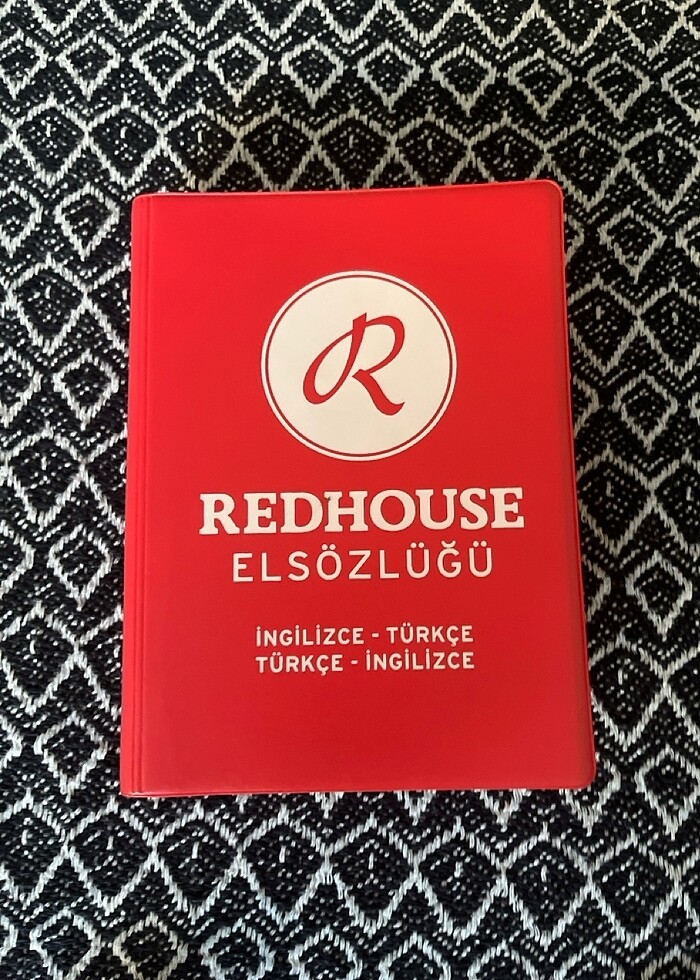 R
REDHOUSE
ELSÖZLÜĞÜ
İNGİLİZCE - TÜRKÇE
TÜRKÇE - İNGİLİZCE